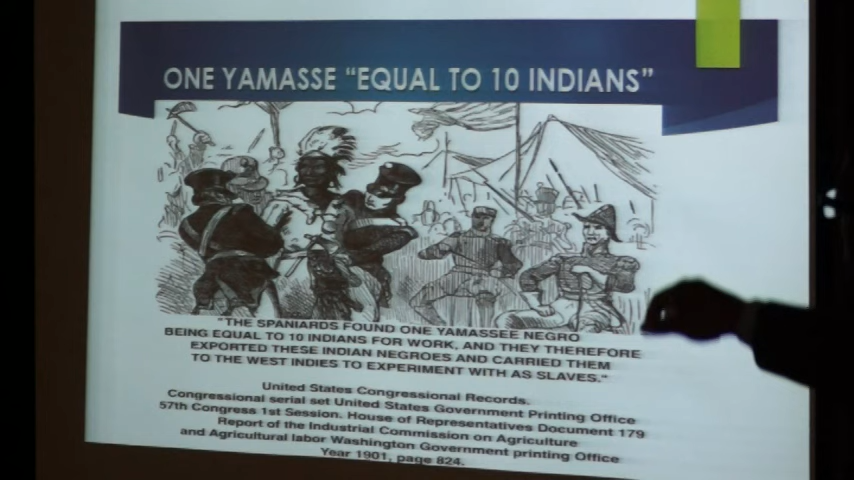 ONE YAMASSE “EQUAL TO 10 INDIANS”
"THE SPANIARDS FOUND ONE YAMASSEE NEGRO
BEING EQUAL TO 10 INDIANS FOR WORK, AND THEY THEREFORE
EXPORTED THESE INDIAN NEGROES AND CARRIED THEM
TO THE WEST INDIES TO EXPERIMENT WITH AS SLAVES."
United States Congressional Records.
Congressional serial set United States Government Printing Office
57th Congress 1st Session. House of Representatives Document 179
Report of the Industrial Commission on Agriculture
and Agricultural labor Washington Government printing Office
Year 1901, page 824.